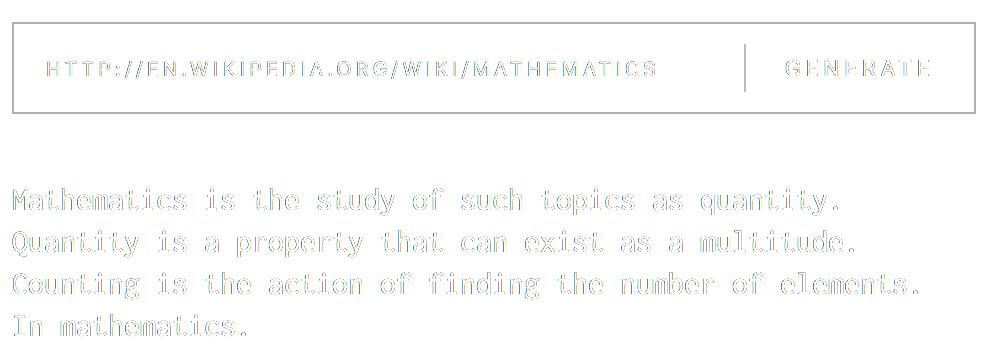 HTTP://EN.WIKIPEDIA.ORG/WIKI/MATHEMATICS GENERATE
Mathematics is the study of such topics as quantity.
Quantity is a property that can exist as a multitude.
Counting is the action of finding the number of elements.
In mathematics.